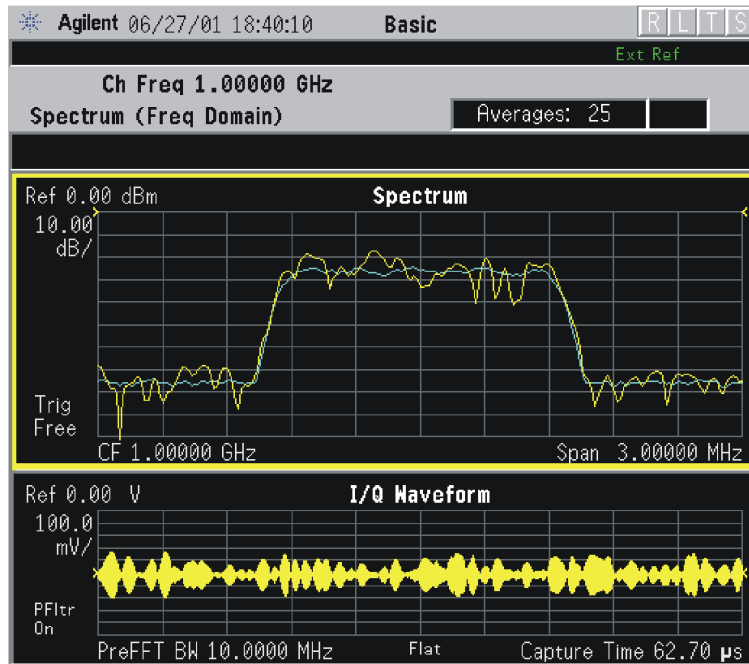 Agilent 06/27/01 18:40:10 Basic R L T S
Ext Ref
Ch Freq 1.00000 GHz
Spectrum (Freq Domain)
Averages: 25
Ref 0.00 dBm Spectrum
10.00
dB/
Trig
Free
CF 1.00000 GHz Span 3.00000 MHz
Ref 0.00 V I/Q Waveform
100.0
mV/
PFltr
On
PreFFT BW 10.0000 MHz Flat Capture Time 62.70 µs